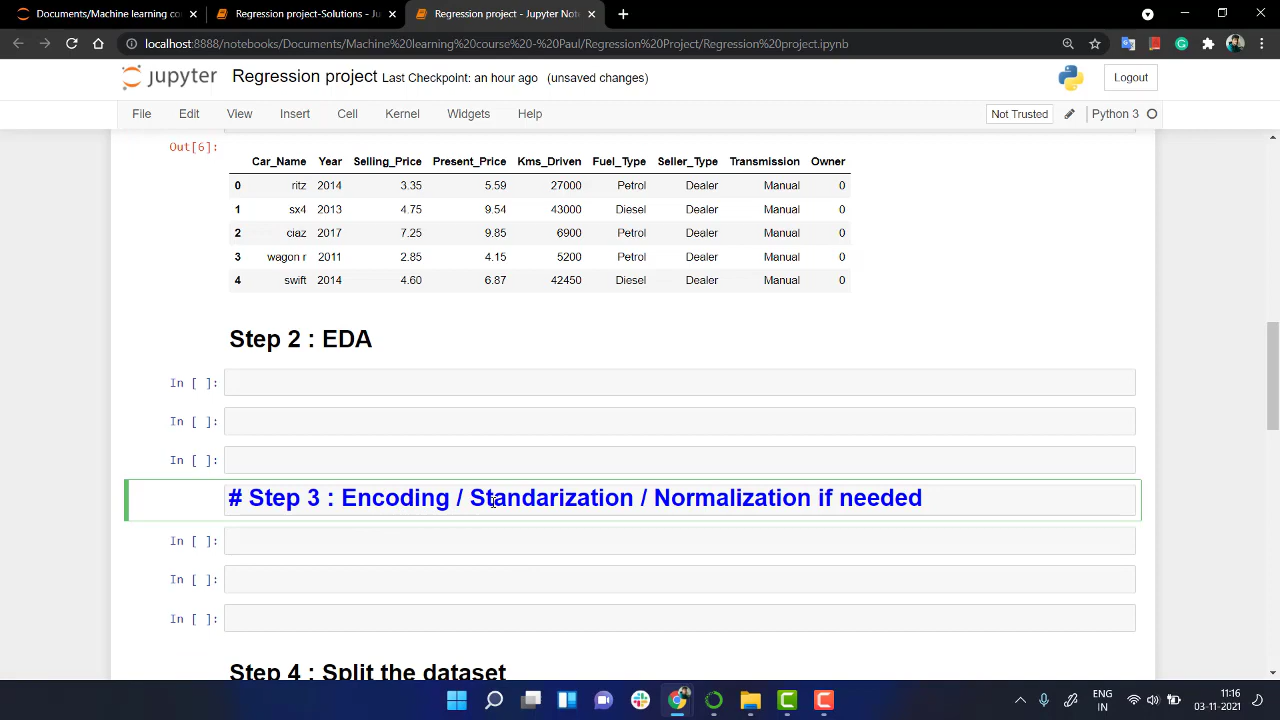 Documents/Machine learning co
Regression project-Solutions - Ju
Regression project - Jupyter Not
localhost:8888/notebooks/Documents/Machine%20learning%20course%20-%20Paul/Regression%20Project/Regression%20project.ipynb
jupyter Regression project Last Checkpoint: an hour ago (unsaved changes) Logout
File Edit View Insert Cell Kernel Widgets Help Not Trusted Python 3
Out[6]:
Car_Name Year Selling_Price Present_Price Kms_Driven Fuel_Type Seller_Type Transmission Owner
0 ritz 2014 3.35 5.59 27000 Petrol Dealer Manual 0
1 sx4 2013 4.75 9.54 43000 Diesel Dealer Manual 0
2 ciaz 2017 7.25 9.85 6900 Petrol Dealer Manual 0
3 wagon r 2011 2.85 4.15 5200 Petrol Dealer Manual 0
4 swift 2014 4.60 6.87 42450 Diesel Dealer Manual 0
Step 2 : EDA
In [ ]:
In [ ]:
In [ ]:
# Step 3 : Encoding / Standarization / Normalization if needed
In [ ]:
In [ ]:
In [ ]:
Step 4 : Split the dataset
ENG 11:16
IN 03-11-2021